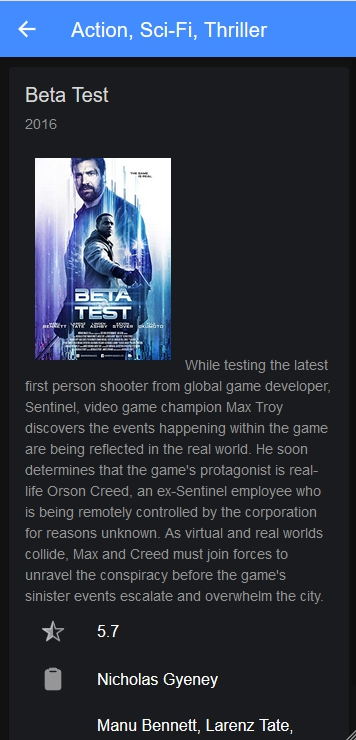 Action, Sci-Fi, Thriller
Beta Test
2016
THE GAME
IS REAL
BETA
TEST
While testing the latest
first person shooter from global game developer,
Sentinel, video game champion Max Troy
discovers the events happening within the game
are being reflected in the real world. He soon
determines that the game's protagonist is real-
life Orson Creed, an ex-Sentinel employee who
is being remotely controlled by the corporation
for reasons unknown. As virtual and real worlds
collide, Max and Creed must join forces to
unravel the conspiracy before the game's
sinister events escalate and overwhelm the city.
5.7
Nicholas Gyeney
Manu Bennett, Larenz Tate,